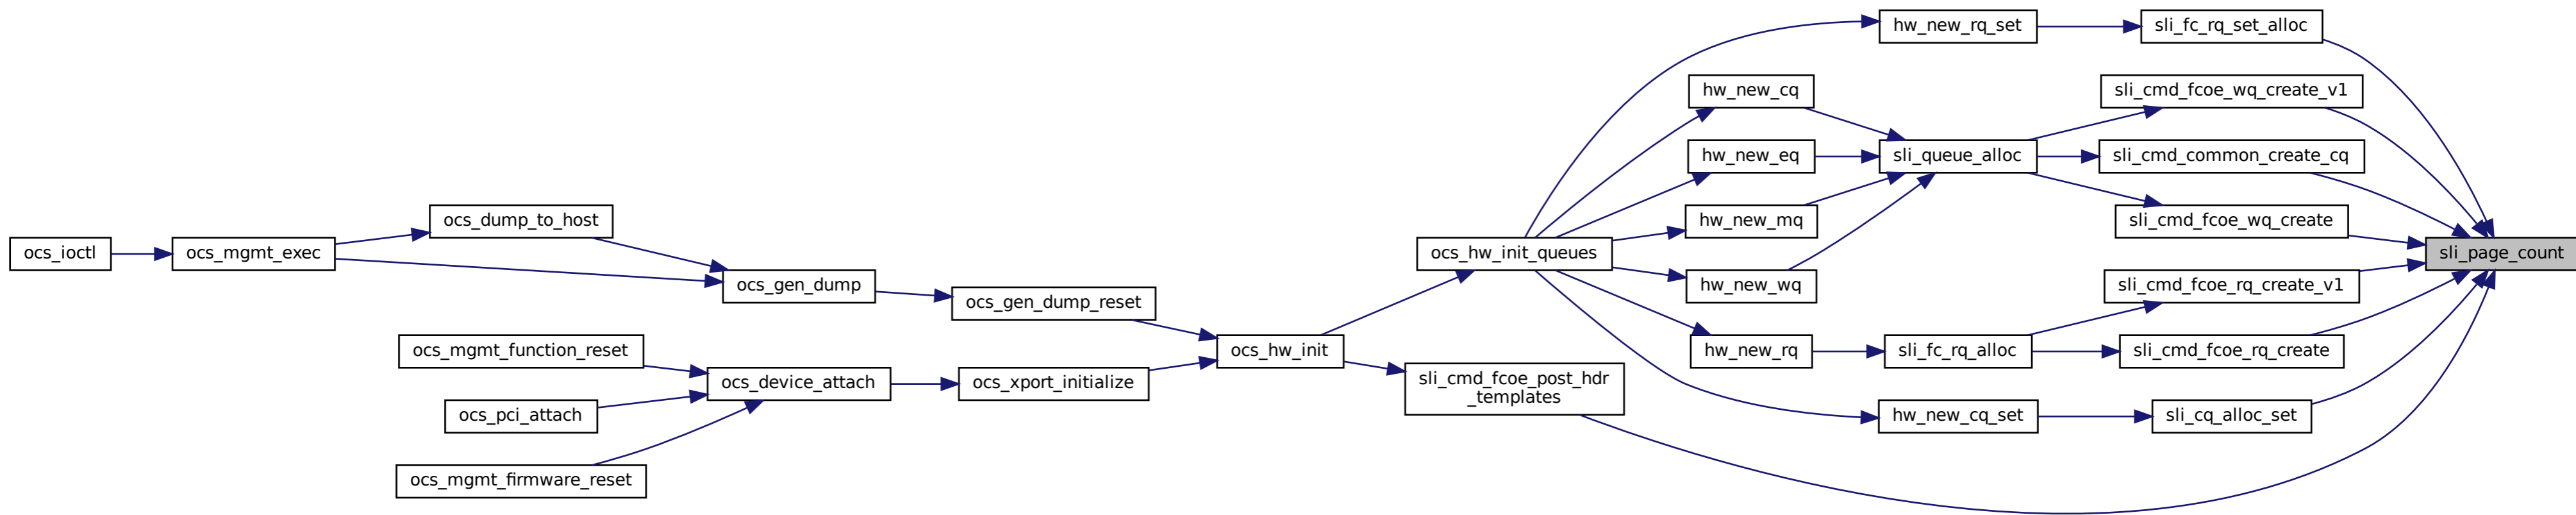 hw_new_rq_set
sli_fc_rq_set_alloc
hw_new_cq
sli_cmd_fcoe_wq_create_v1
hw_new_eq
sli_queue_alloc
sli_cmd_common_create_cq
ocs_dump_to_host
hw_new_mq
sli_cmd_fcoe_wq_create
ocs_ioctl
ocs_mgmt_exec
ocs_hw_init_queues
sli_page_count
ocs_gen_dump
hw_new_wq
sli_cmd_fcoe_rq_create_v1
ocs_gen_dump_reset
ocs_mgmt_function_reset
ocs_hw_init
hw_new_rq
sli_fc_rq_alloc
sli_cmd_fcoe_rq_create
ocs_device_attach
ocs_xport_initialize
sli_cmd_fcoe_post_hdr
_templates
ocs_pci_attach
hw_new_cq_set
sli_cq_alloc_set
ocs_mgmt_firmware_reset